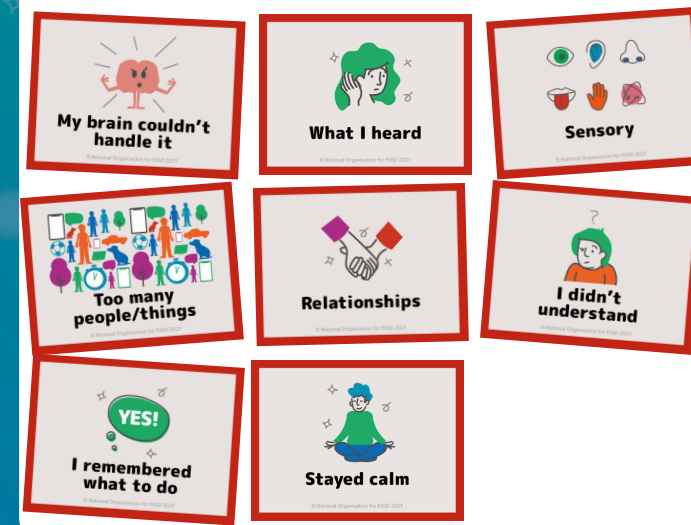 My brain couldn't
handle it
© National Organisation for FASD 2021
What I heard
© National Organisation for FASD 2021
Sensory
© National Organisation for FASD 2021
Too many
people/things
© National Organisation for FASD 2021
Relationships
© National Organisation for FASD 2021
?
I didn't
understand
© National Organisation for FASD 2021
YES!
I remembered
what to do
© National Organisation for FASD 2021
Stayed calm
© National Organisation for FASD 2021